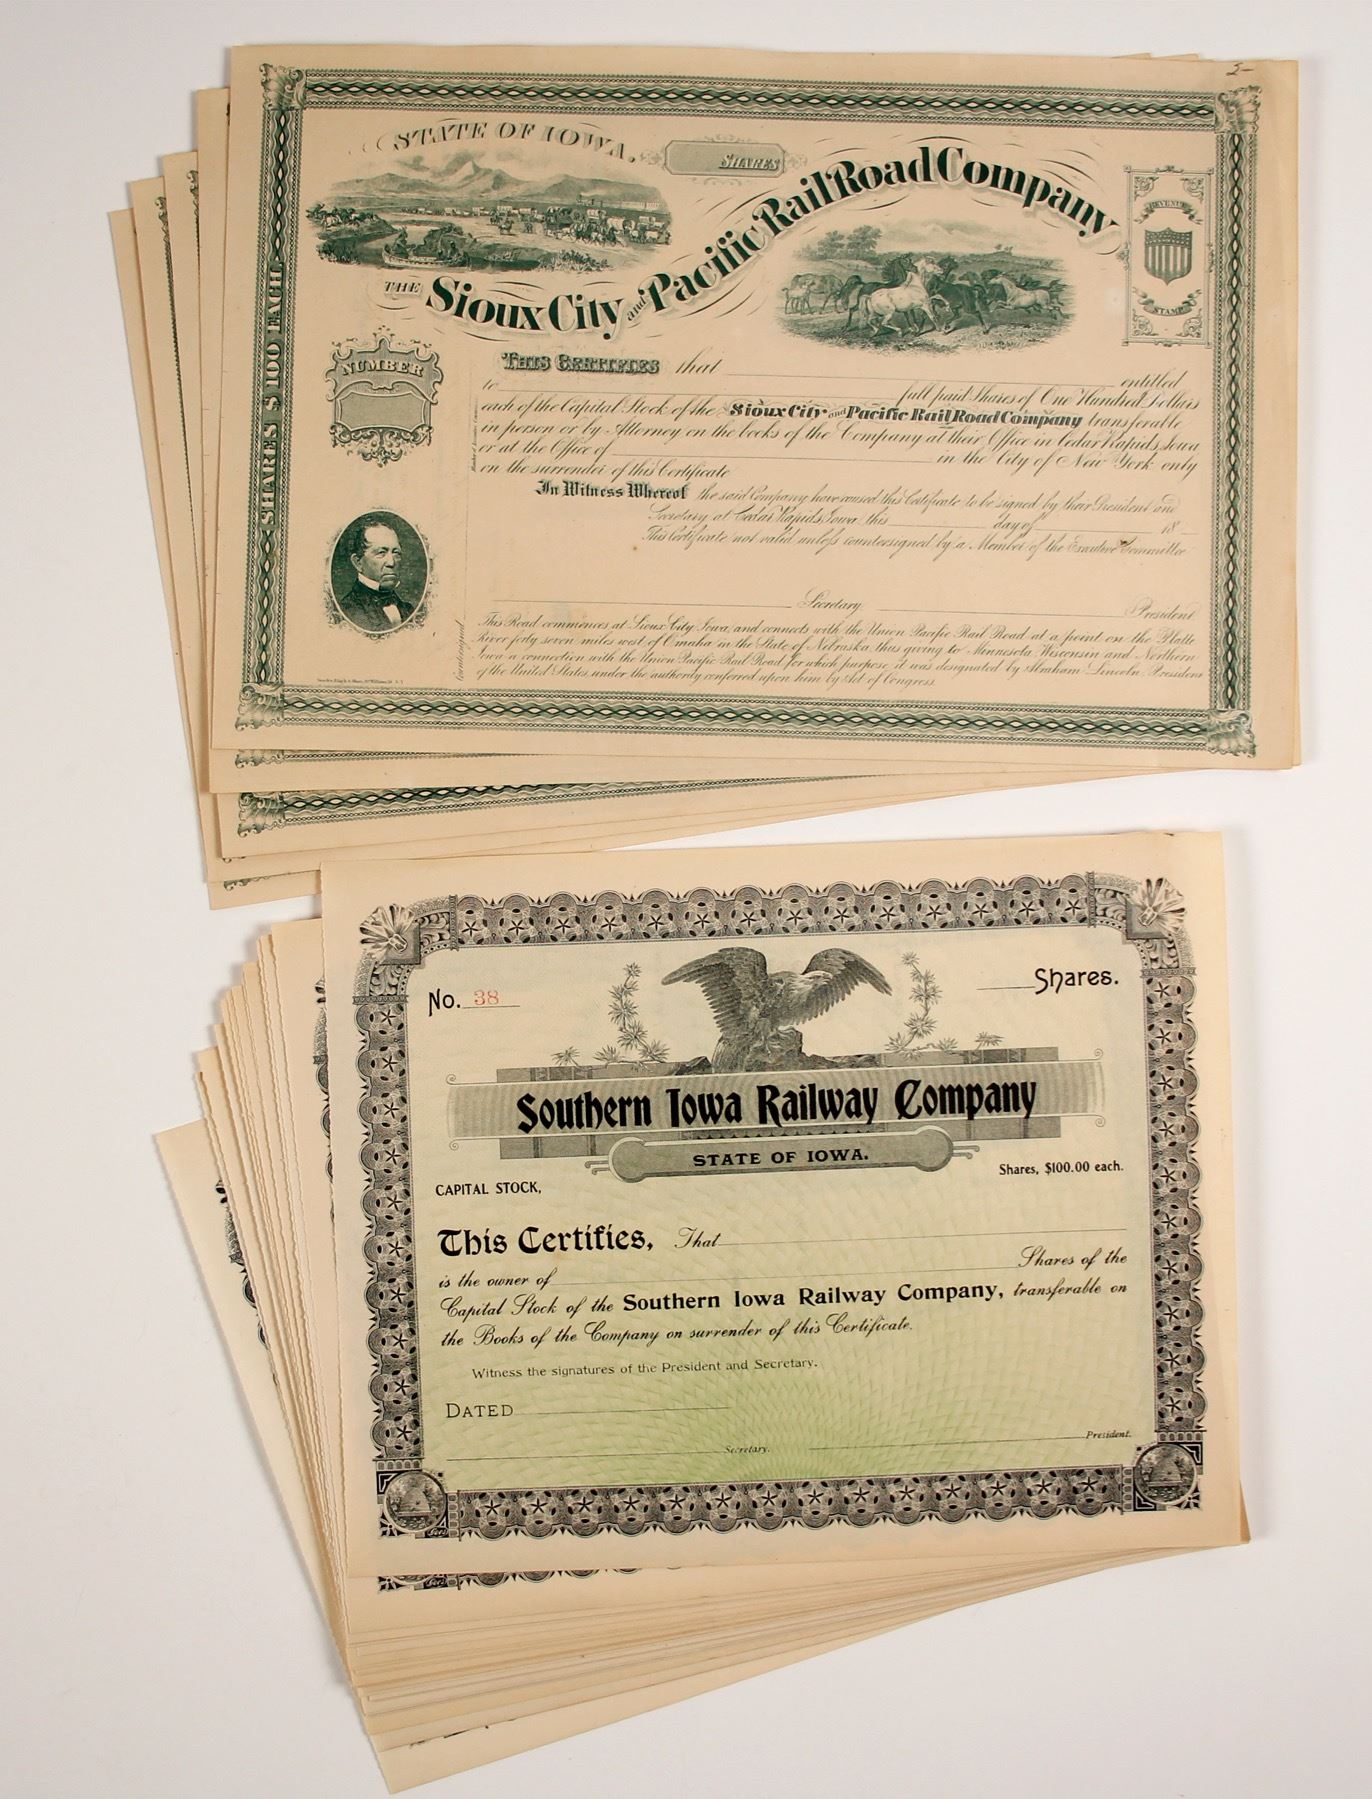 2-
STATE OF IOWA.
SHARES
THE SIOUX CITY and PACIFIC RAIL ROAD COMPANY
REVENUE
STAMP
SHARES $100 EACH
NUMBER
THIS CERTIFIES that entitled
to full paid Shares of One Hundred Dollars
each of the Capital Stock of the Sioux City and Pacific Rail Road Company transferable
in person or by Attorney on the books of the Company at their Office in Cedar Rapids, Iowa
or at the Office of in the City of New York only
on the surrender of this Certificate
In Witness Whereof the said Company have caused this Certificate to be signed by their President and
Secretary at Cedar Rapids, Iowa, this day of 18
This Certificate not valid unless countersigned by a Member of the Executive Committee
Secretary President
Countersigned
This Road commences at Sioux City Iowa, and connects with the Union Pacific Rail Road at a point on the Platte
River forty seven miles west of Omaha in the State of Nebraska, thus giving to Minnesota, Wisconsin and Northern
Iowa a connection with the Union Pacific Rail Road, for which purpose it was designated by Abraham Lincoln, President
of the United States, under the authority conferred upon him by Act of Congress.
No. 38
Shares.
Southern Iowa Railway Company
STATE OF IOWA.
CAPITAL STOCK,
Shares, $100.00 each.
This Certifies, That
is the owner of Shares of the
Capital Stock of the Southern Iowa Railway Company, transferable on
the Books of the Company on surrender of this Certificate.
Witness the signatures of the President and Secretary.
DATED
Secretary. President.
GOES